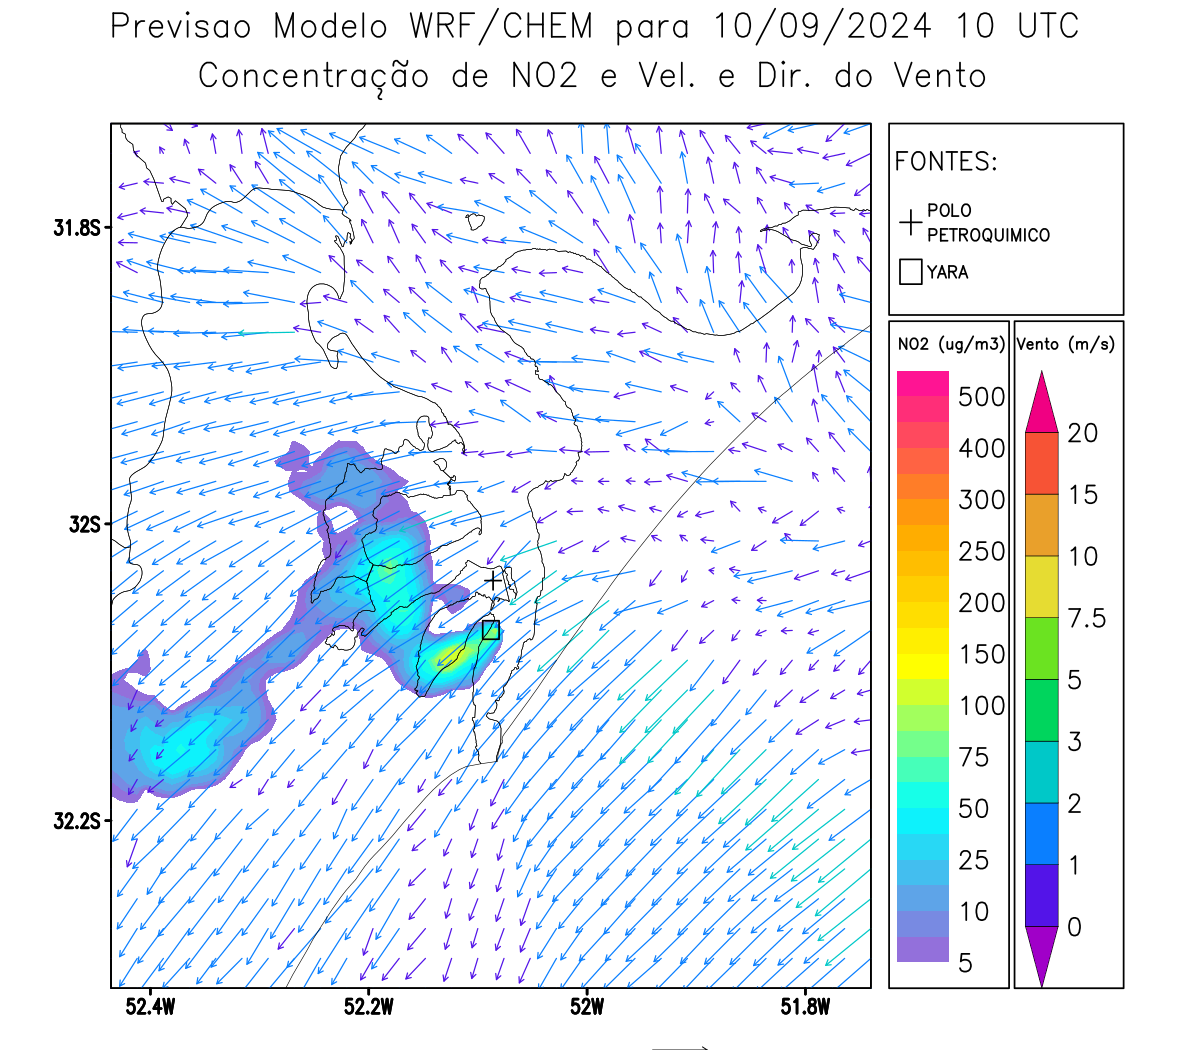 Previsao Modelo WRF/CHEM para 10/09/2024 10 UTC
Concentração de NO2 e Vel. e Dir. do Vento
FONTES:
POLO
PETROQUIMICO
YARA
NO2 (ug/m3)
500
400
300
250
200
150
100
75
50
25
10
5
Vento (m/s)
20
15
10
7.5
5
3
2
1
0
31.8S
32S
32.2S
52.4W
52.2W
52W
51.8W